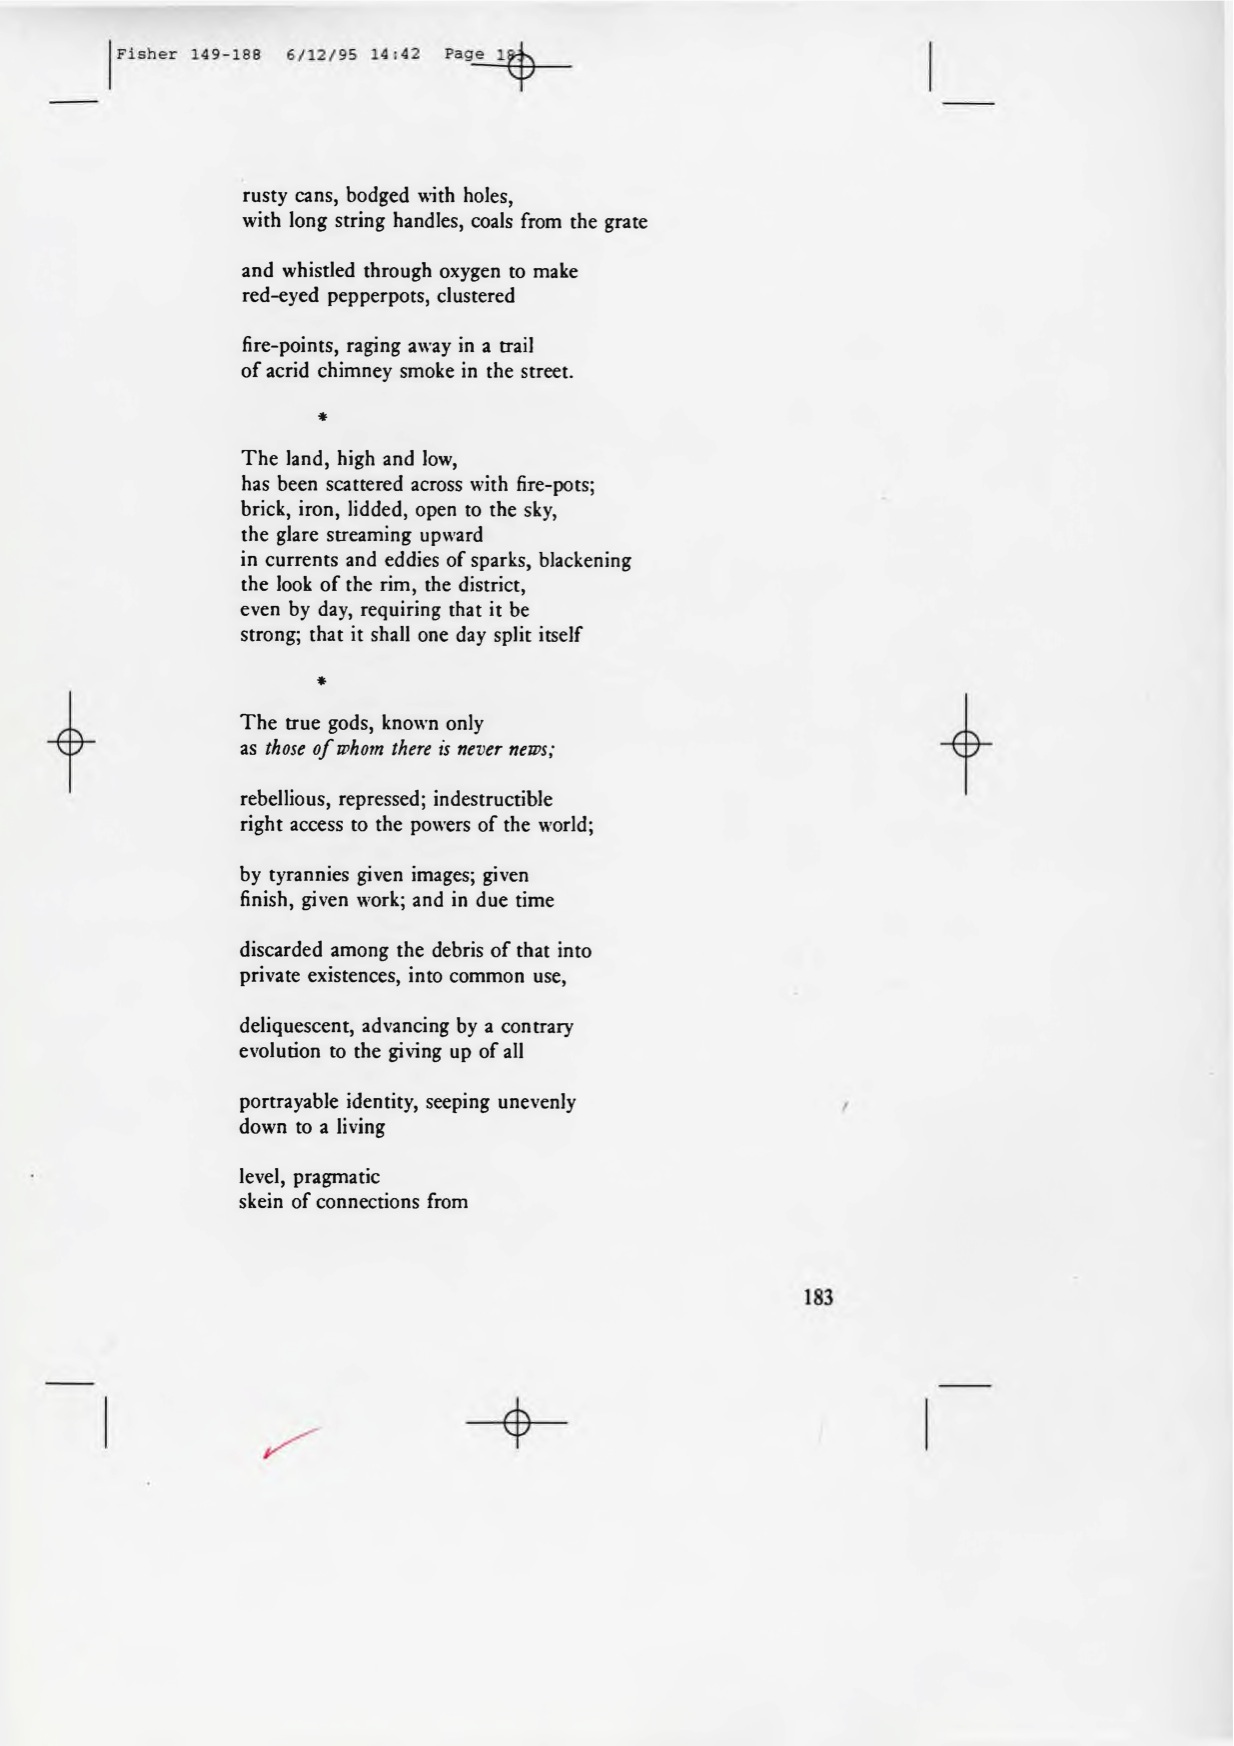 Fisher 149-188 6/12/95 14:42 Page 183
rusty cans, bodged with holes,
with long string handles, coals from the grate
and whistled through oxygen to make
red-eyed pepperpots, clustered
fire-points, raging away in a trail
of acrid chimney smoke in the street.
*
The land, high and low,
has been scattered across with fire-pots;
brick, iron, lidded, open to the sky,
the glare streaming upward
in currents and eddies of sparks, blackening
the look of the rim, the district,
even by day, requiring that it be
strong; that it shall one day split itself
*
The true gods, known only
as those of whom there is never news;
rebellious, repressed; indestructible
right access to the powers of the world;
by tyrannies given images; given
finish, given work; and in due time
discarded among the debris of that into
private existences, into common use,
deliquescent, advancing by a contrary
evolution to the giving up of all
portrayable identity, seeping unevenly
down to a living
level, pragmatic
skein of connections from
183